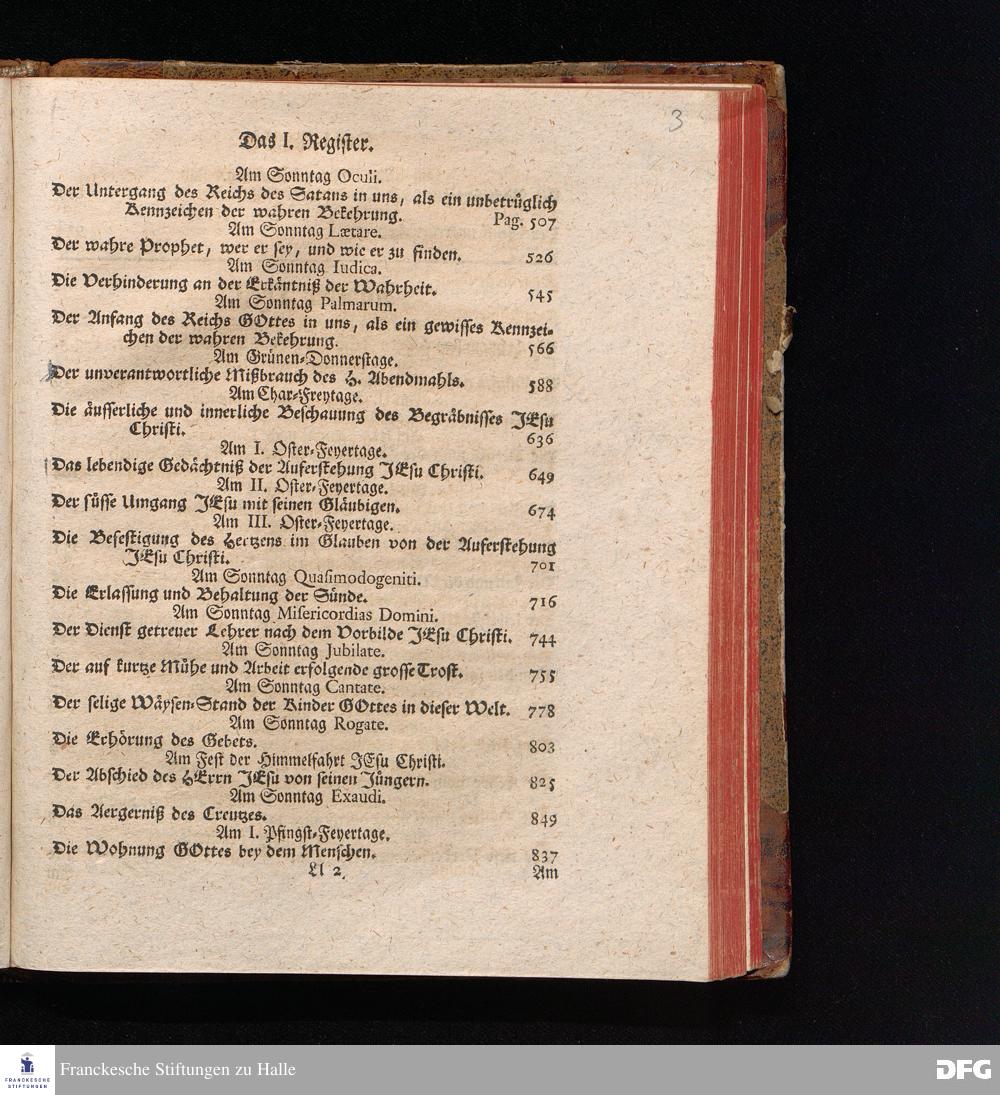 3
Das I. Register.
Am Sonntag Oculi.
Der Untergang des Reichs des Satans in uns, als ein unbetrüglich
Kennzeichen der wahren Bekehrung. Pag. 507
Am Sonntag Lætare.
Der wahre Prophet, wer er sey, und wie er zu finden. 526
Am Sonntag Iudica.
Die Verhinderung an der Erkäntniß der Wahrheit. 545
Am Sonntag Palmarum.
Der Anfang des Reichs GOttes in uns, als ein gewisses Kennzei-
chen der wahren Bekehrung. 566
Am Grünen-Donnerstage.
Der unverantwortliche Mißbrauch des H. Abendmahls. 588
Am Char-Freytage.
Die äusserliche und innerliche Beschauung des Begräbnisses JEsu
Christi. 636
Am I. Oster-Feyertage.
Das lebendige Gedächtniß der Auferstehung JEsu Christi. 649
Am II. Oster-Feyertage.
Der süsse Umgang JEsu mit seinen Gläubigen. 674
Am III. Oster-Feyertage.
Die Befestigung des Hertzens im Glauben von der Auferstehung
JEsu Christi. 701
Am Sonntag Quasimodogeniti.
Die Erlassung und Behaltung der Sünde. 716
Am Sonntag Misericordias Domini.
Der Dienst getreuer Lehrer nach dem Vorbilde JEsu Christi. 744
Am Sonntag Jubilate.
Der auf kurtze Mühe und Arbeit erfolgende grosse Trost. 755
Am Sonntag Cantate.
Der selige Wäysen-Stand der Kinder GOttes in dieser Welt. 778
Am Sonntag Rogate.
Die Erhörung des Gebets. 803
Am Fest der Himmelfahrt JEsu Christi.
Der Abschied des HErrn JEsu von seinen Jüngern. 825
Am Sonntag Exaudi.
Das Aergerniß des Creutzes. 849
Am I. Pfingst-Feyertage.
Die Wohnung GOttes bey dem Menschen. 837
Ll 2 Am
FRANCKESCHE
STIFTUNGEN
Franckesche Stiftungen zu Halle
DFG